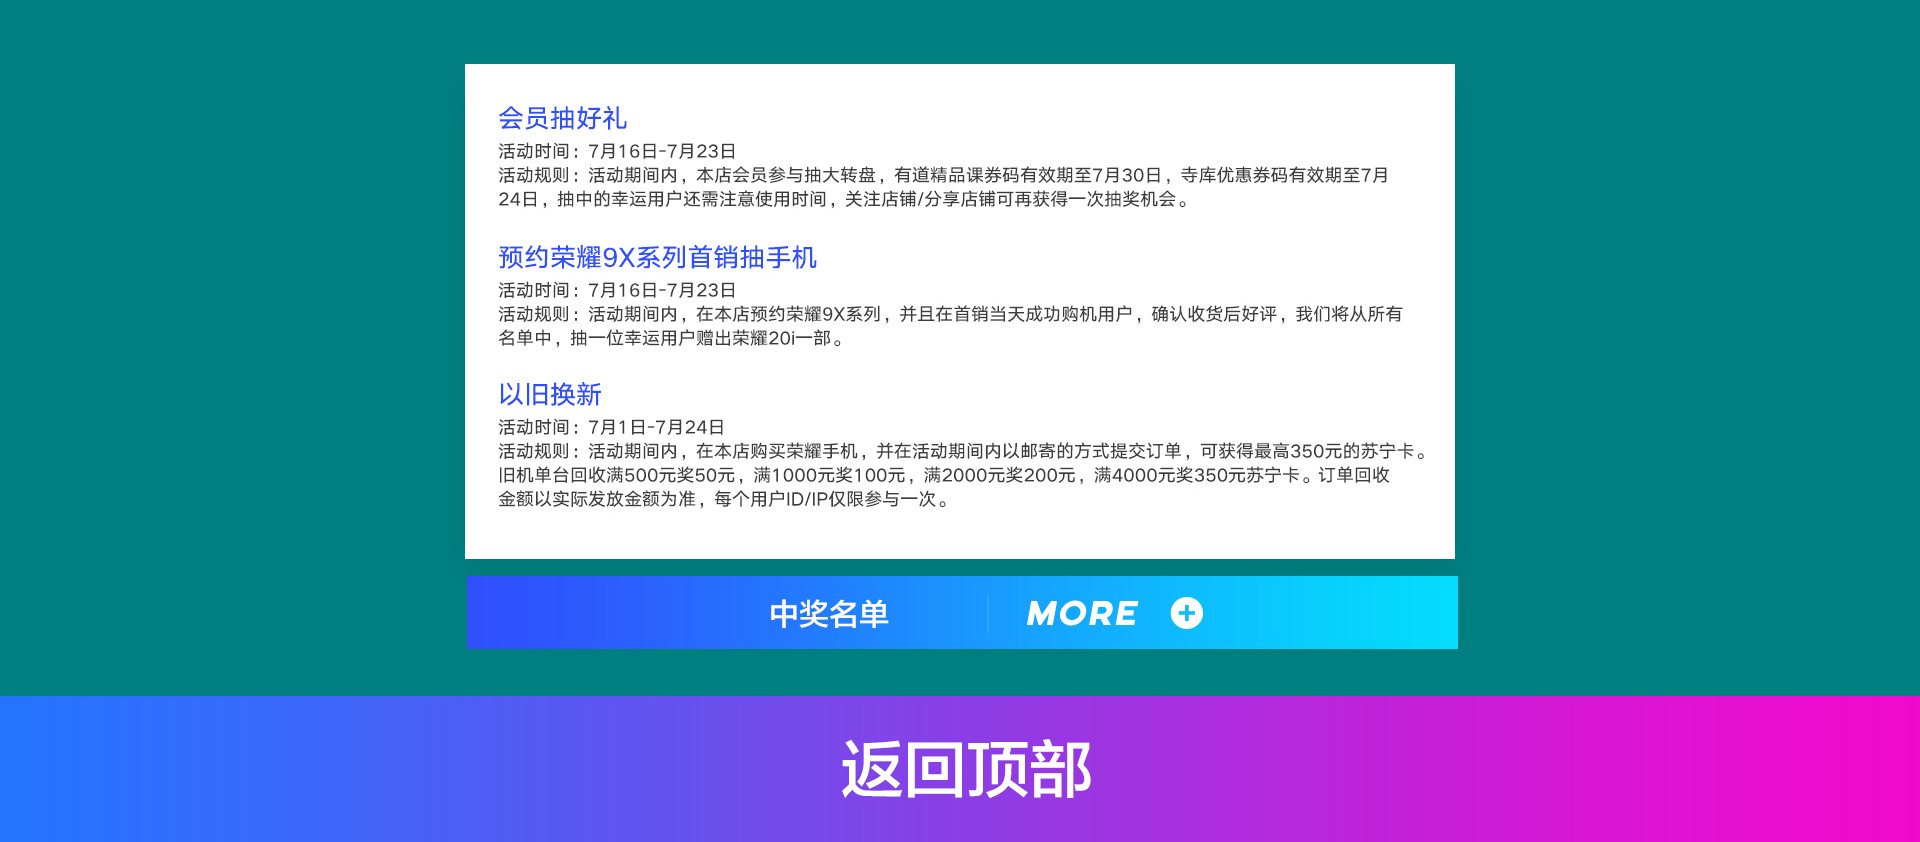 会员抽好礼
活动时间：7月16日-7月23日
活动规则：活动期间内，本店会员参与抽大转盘，有道精品课券码有效期至7月30日，寺库优惠券码有效期至7月
24日，抽中的幸运用户还需注意使用时间，关注店铺/分享店铺可再获得一次抽奖机会。
预约荣耀9X系列首销抽手机
活动时间：7月16日-7月23日
活动规则：活动期间内，在本店预约荣耀9X系列，并且在首销当天成功购机用户，确认收货后好评，我们将从所有
名单中，抽一位幸运用户赠出荣耀20i一部。
以旧换新
活动时间：7月1日-7月24日
活动规则：活动期间内，在本店购买荣耀手机，并在活动期间内以邮寄的方式提交订单，可获得最高350元的苏宁卡。
旧机单台回收满500元奖50元，满1000元奖100元，满2000元奖200元，满4000元奖350元苏宁卡。订单回收
金额以实际发放金额为准，每个用户ID/IP仅限参与一次。
中奖名单 MORE
返回顶部